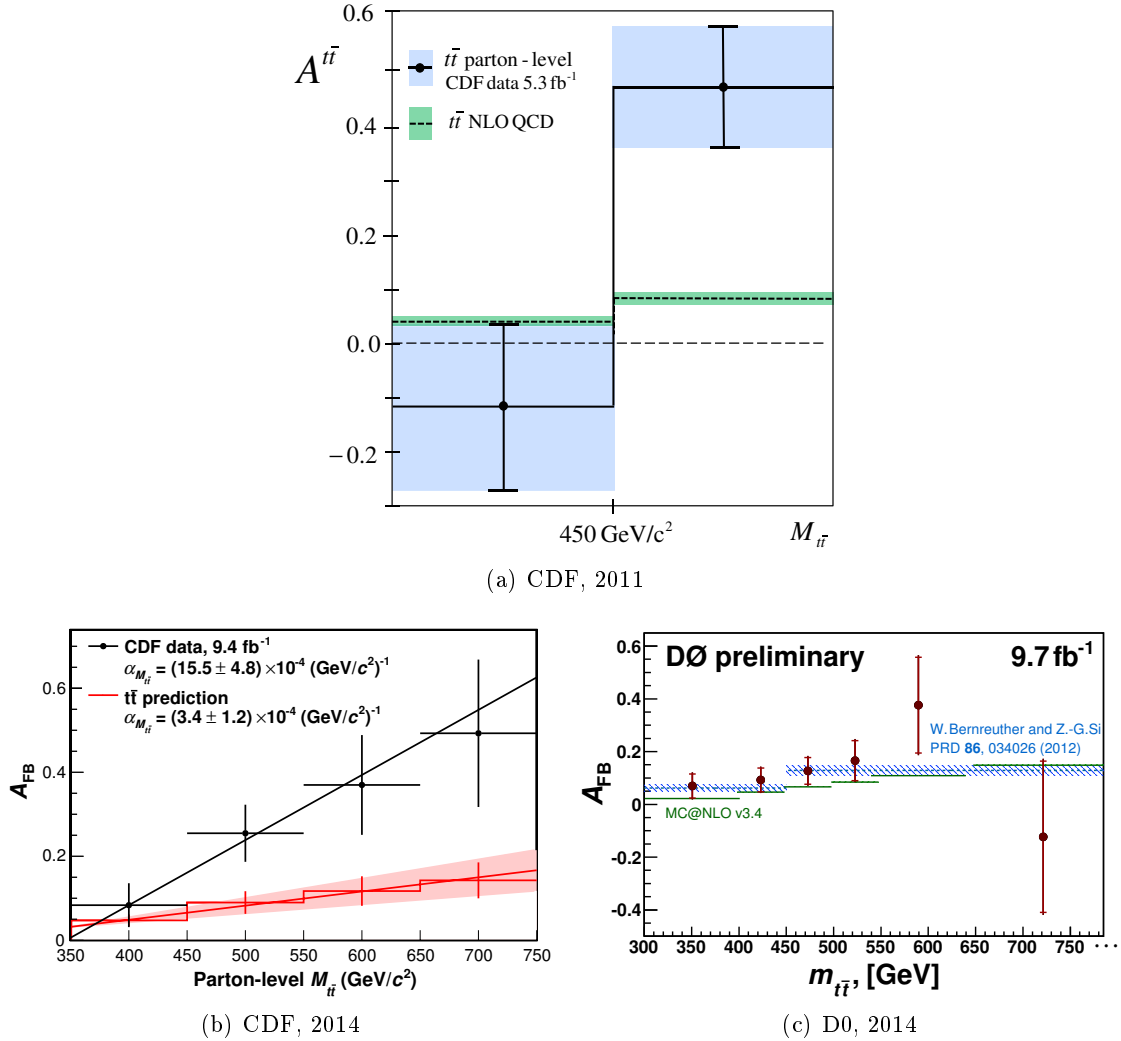 0.6
A^{tt̄}
tt̄ parton - level
CDF data 5.3 fb⁻¹
tt̄ NLO QCD
0.4
0.2
0.0
−0.2
450 GeV/c²
M_{tt̄}
(a) CDF, 2011
CDF data, 9.4 fb⁻¹
α_{M_{tt̄}} = (15.5 ± 4.8) ×10⁻⁴ (GeV/c²)⁻¹
tt̄ prediction
α_{M_{tt̄}} = (3.4 ± 1.2) ×10⁻⁴ (GeV/c²)⁻¹
A_{FB}
0.6
0.4
0.2
0
350 400 450 500 550 600 650 700 750
Parton-level M_{tt̄} (GeV/c²)
(b) CDF, 2014
DØ preliminary 9.7 fb⁻¹
W. Bernreuther and Z.-G.Si
PRD 86, 034026 (2012)
MC@NLO v3.4
A_{FB}
0.6
0.4
0.2
0
-0.2
-0.4
300 350 400 450 500 550 600 650 700 750 ...
m_{tt̄}, [GeV]
(c) D0, 2014